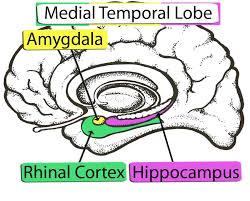 Medial Temporal Lobe
Amygdala
Rhinal Cortex
Hippocampus